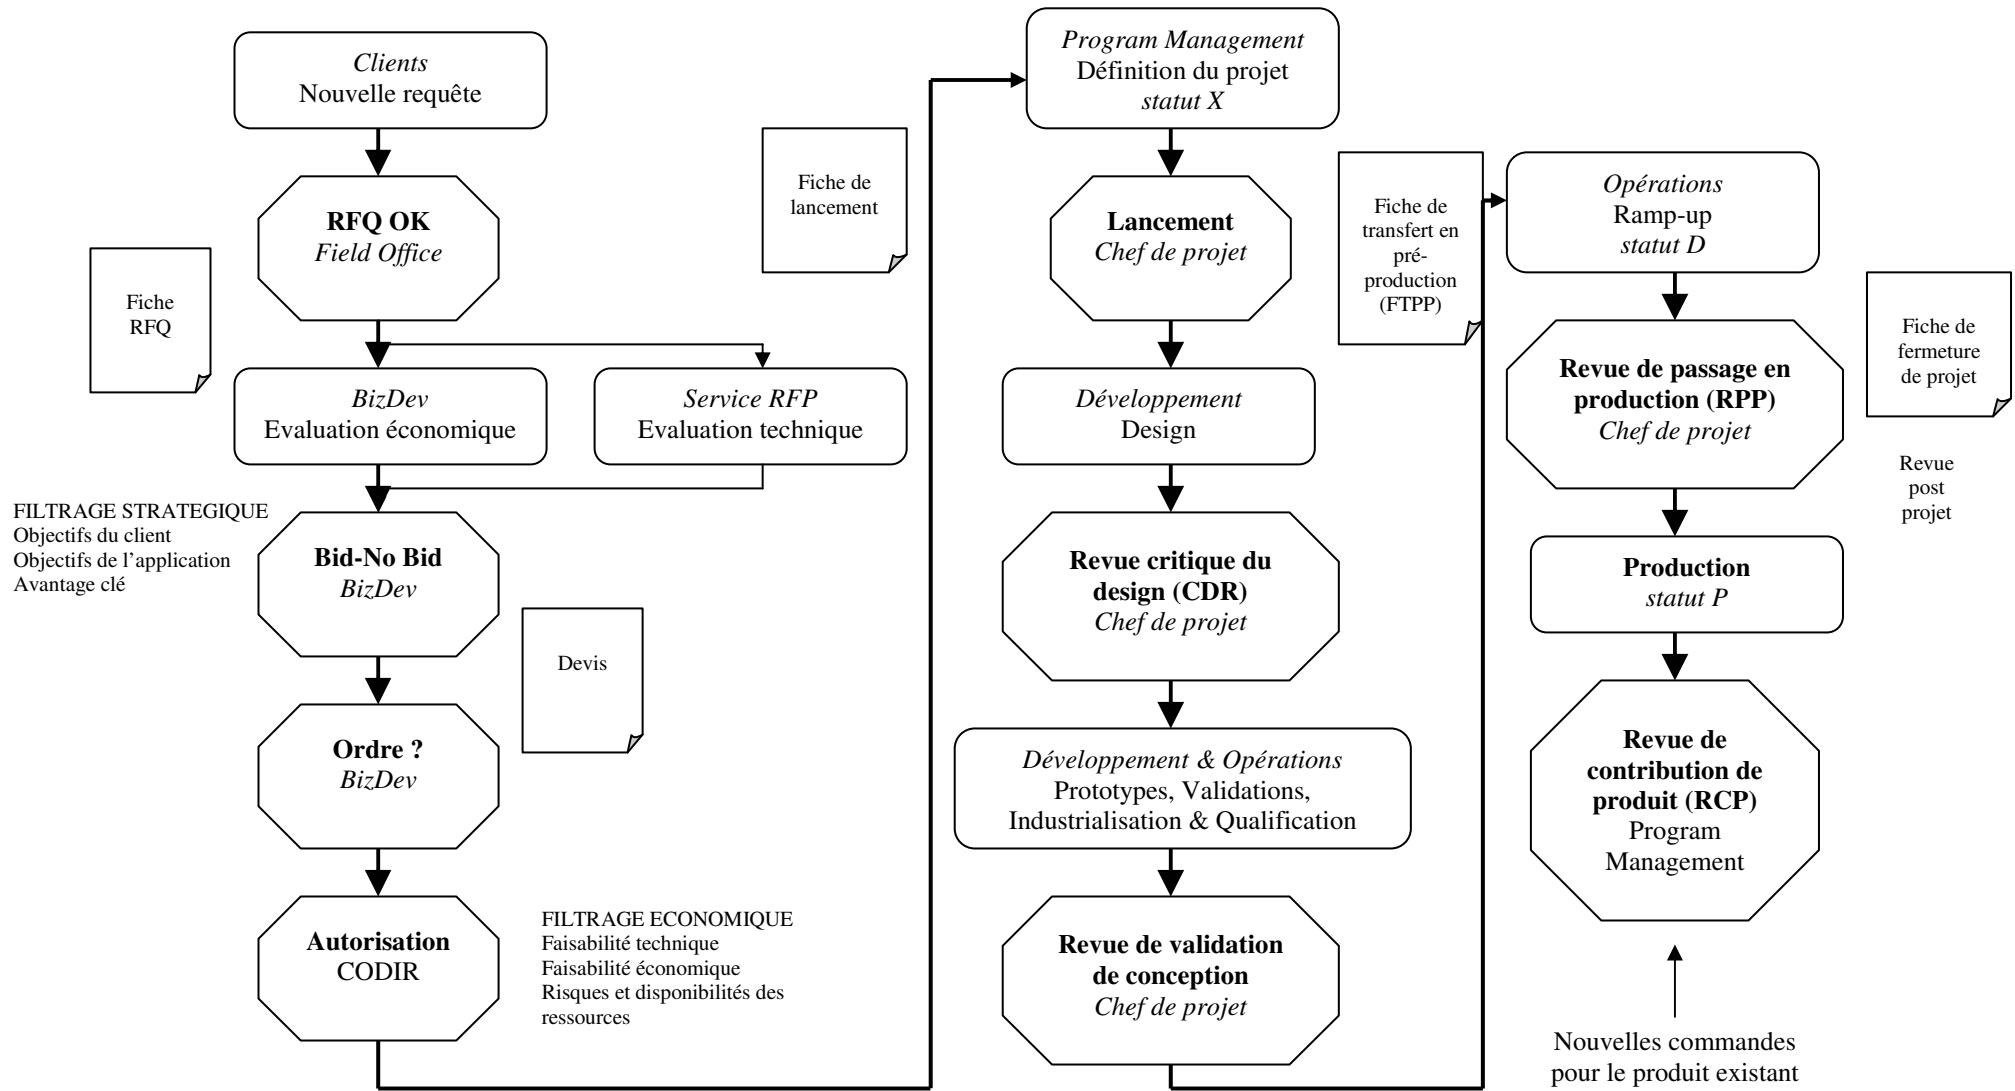 Clients
Nouvelle requête
RFQ OK
Field Office
Fiche
RFQ
BizDev
Evaluation économique
Service RFP
Evaluation technique
FILTRAGE STRATEGIQUE
Objectifs du client
Objectifs de l’application
Avantage clé
Bid-No Bid
BizDev
Devis
Ordre ?
BizDev
Autorisation
CODIR
FILTRAGE ECONOMIQUE
Faisabilité technique
Faisabilité économique
Risques et disponibilités des
ressources
Fiche de
lancement
Program Management
Définition du projet
statut X
Lancement
Chef de projet
Développement
Design
Revue critique du
design (CDR)
Chef de projet
Développement & Opérations
Prototypes, Validations,
Industrialisation & Qualification
Revue de validation
de conception
Chef de projet
Fiche de
transfert en
pré-
production
(FTPP)
Opérations
Ramp-up
statut D
Revue de passage en
production (RPP)
Chef de projet
Fiche de
fermeture
de projet
Revue
post
projet
Production
statut P
Revue de
contribution de
produit (RCP)
Program
Management
Nouvelles commandes
pour le produit existant